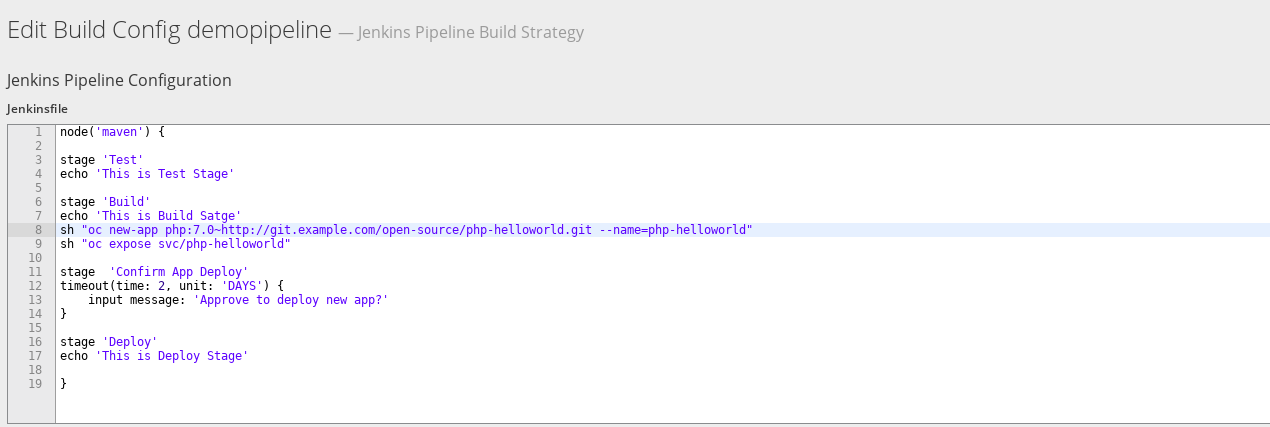 Edit Build Config demopipeline — Jenkins Pipeline Build Strategy
Jenkins Pipeline Configuration
Jenkinsfile
1 node('maven') {
2
3 stage 'Test'
4 echo 'This is Test Stage'
5
6 stage 'Build'
7 echo 'This is Build Satge'
8 sh "oc new-app php:7.0~http://git.example.com/open-source/php-helloworld.git --name=php-helloworld"
9 sh "oc expose svc/php-helloworld"
10
11 stage  'Confirm App Deploy'
12 timeout(time: 2, unit: 'DAYS') {
13     input message: 'Approve to deploy new app?'
14 }
15
16 stage 'Deploy'
17 echo 'This is Deploy Stage'
18
19 }